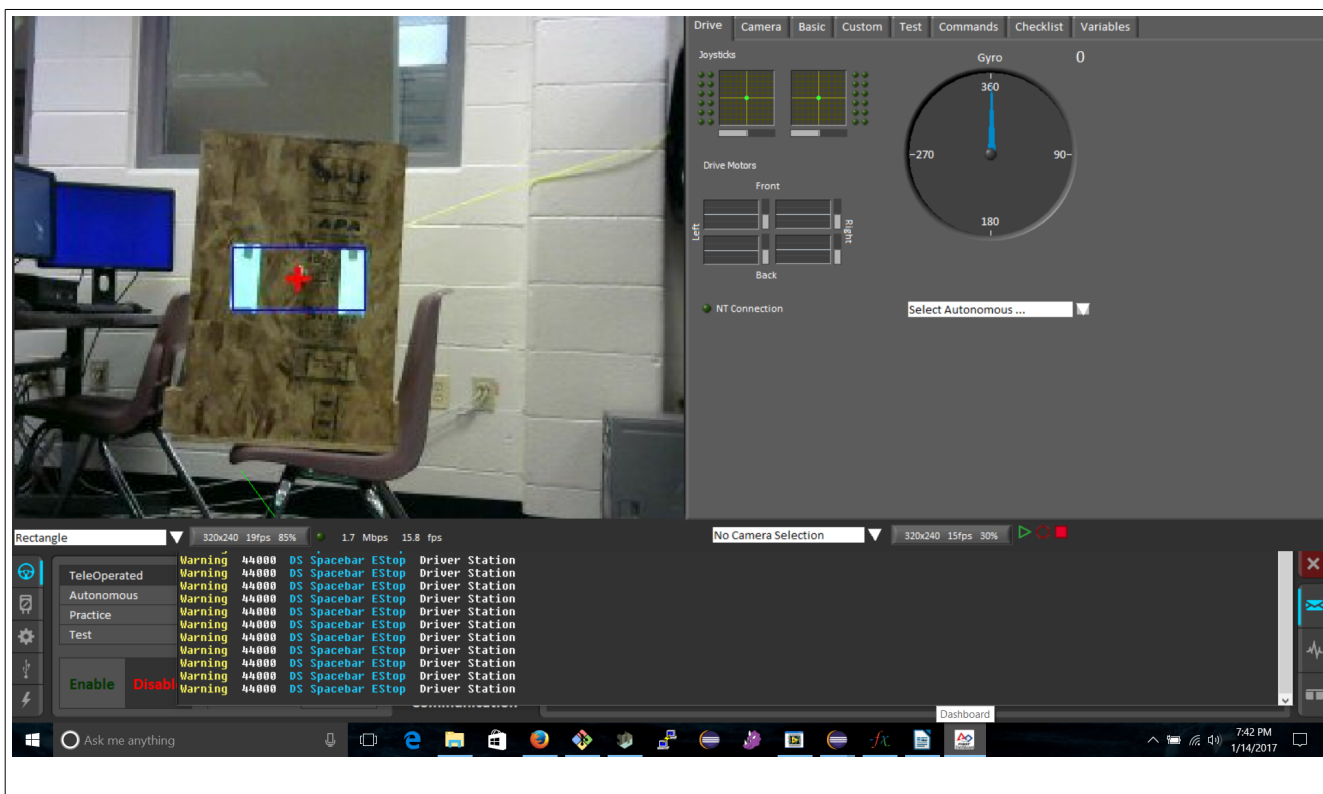 APA
Drive Camera Basic Custom Test Commands Checklist Variables
Joysticks
Gyro 0
360
270 90
180
Drive Motors
Front
Left
Right
Back
NT Connection
Select Autonomous ...
Rectangle
320x240 19fps 85%
1.7 Mbps 15.8 fps
No Camera Selection
320x240 15fps 30%
TeleOperated
Autonomous
Practice
Test
Enable
Warning 44000 DS Spacebar EStop Driver Station
Warning 44000 DS Spacebar EStop Driver Station
Warning 44000 DS Spacebar EStop Driver Station
Warning 44000 DS Spacebar EStop Driver Station
Warning 44000 DS Spacebar EStop Driver Station
Warning 44000 DS Spacebar EStop Driver Station
Warning 44000 DS Spacebar EStop Driver Station
Warning 44000 DS Spacebar EStop Driver Station
Warning 44000 DS Spacebar EStop Driver Station
Warning 44000 DS Spacebar EStop Driver Station
Warning 44000 DS Spacebar EStop Driver Station
Dashboard
Ask me anything
7:42 PM
1/14/2017